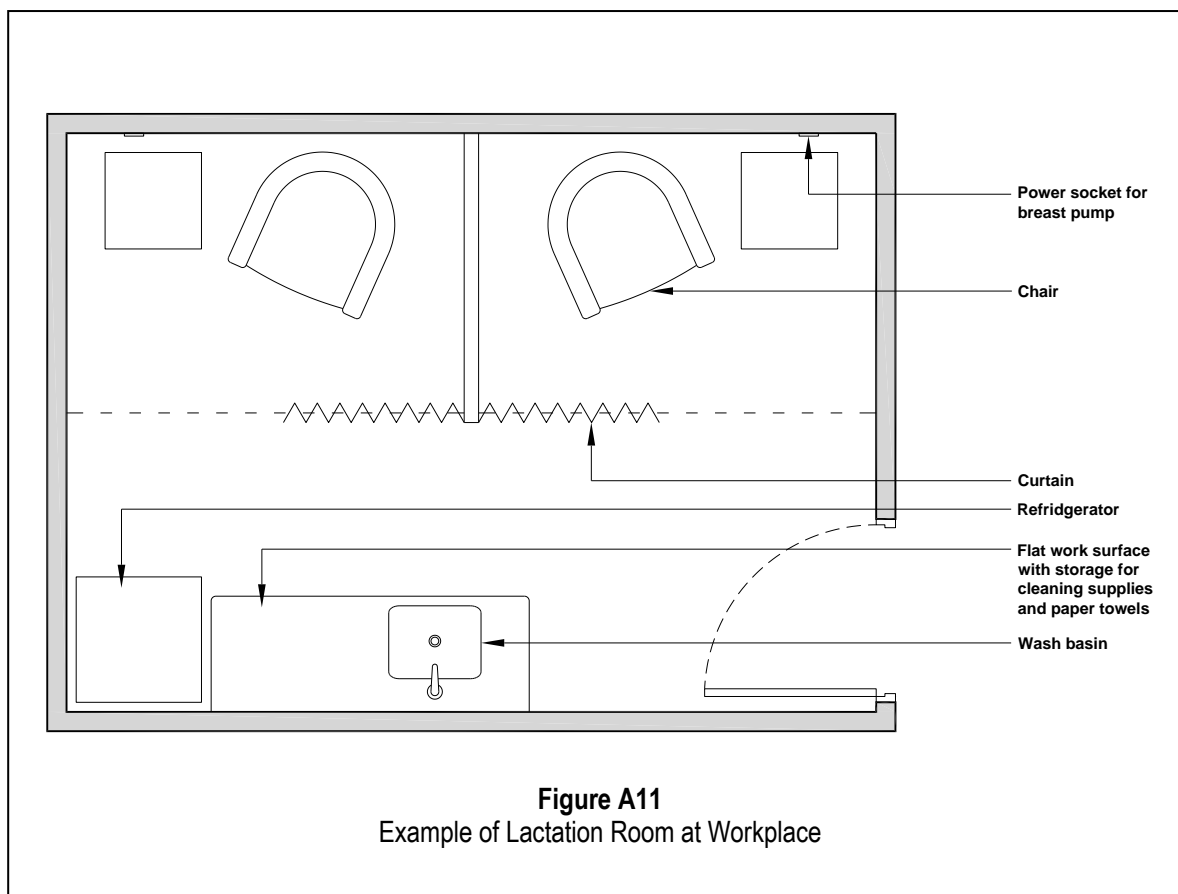 Power socket for
breast pump
Chair
Curtain
Refridgerator
Flat work surface
with storage for
cleaning supplies
and paper towels
Wash basin
Figure A11
Example of Lactation Room at Workplace